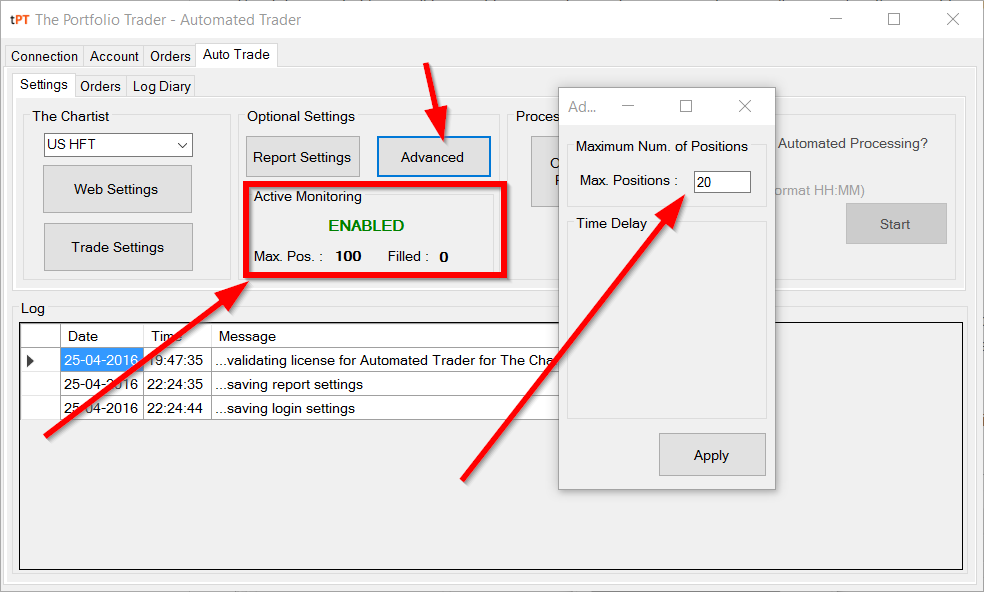 tPT The Portfolio Trader - Automated Trader
Connection Account Orders Auto Trade
Settings Orders Log Diary
The Chartist
US HFT
Web Settings
Trade Settings
Optional Settings
Report Settings
Advanced
Active Monitoring
ENABLED
Max. Pos. : 100 Filled : 0
Automated Processing?
HH:MM)
Start
Ad...
Maximum Num. of Positions
Max. Positions : 20
Time Delay
Apply
Log
Date Time Message
25-04-2016 19:47:35 ...validating license for Automated Trader for The
25-04-2016 22:24:35 ...saving report settings
25-04-2016 22:24:44 ...saving login settings